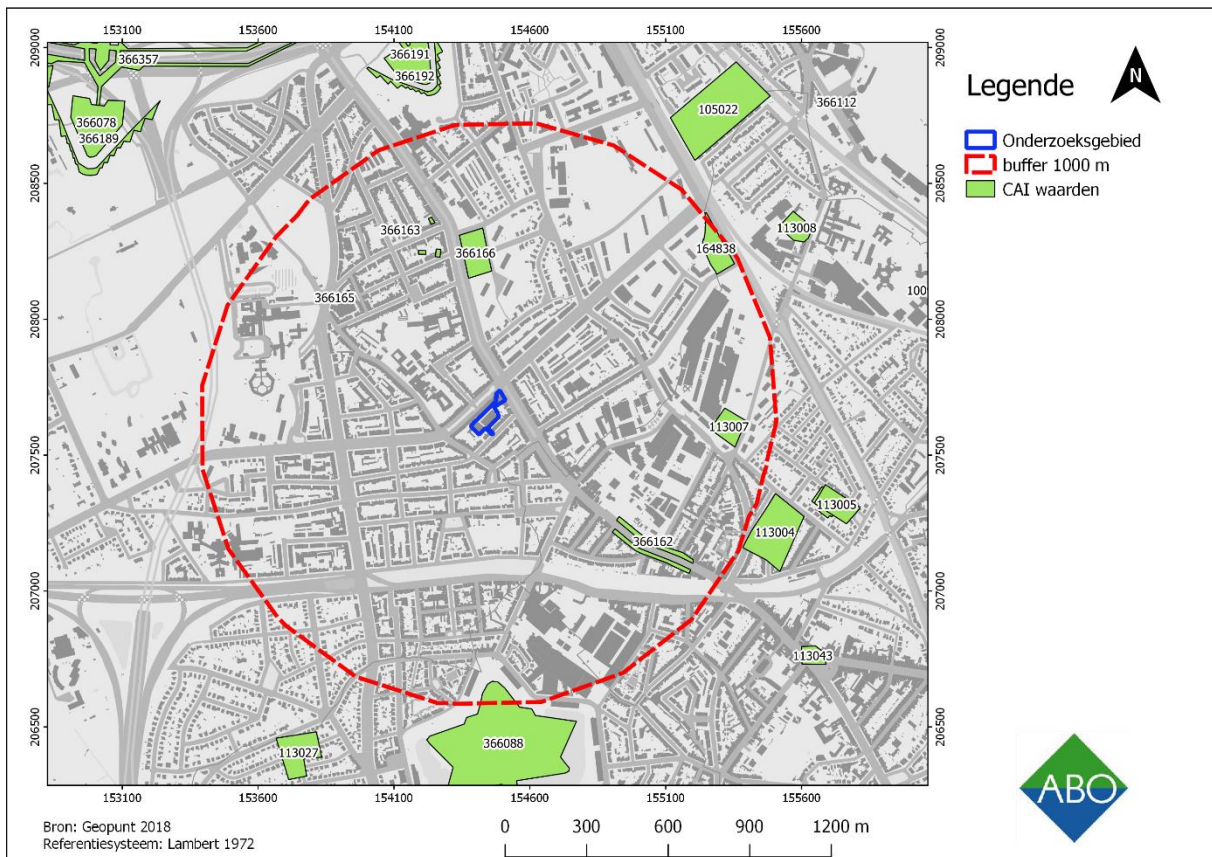 153100 153600 154100 154600 155100 155600
209000 209000
366357
366191
366192
105022
366112
366078
366189
208500 208500
366163
366166
164838
113008
366165
208000 208000
113007
207500 207500
113005
113004
366162
207000 207000
113043
206500 206500
366088
113027
153100 153600 154100 154600 155100 155600
Bron: Geopunt 2018
Referentiesysteem: Lambert 1972
0 300 600 900 1200 m
Legende
N
Onderzoeksgebied
buffer 1000 m
CAI waarden
ABO